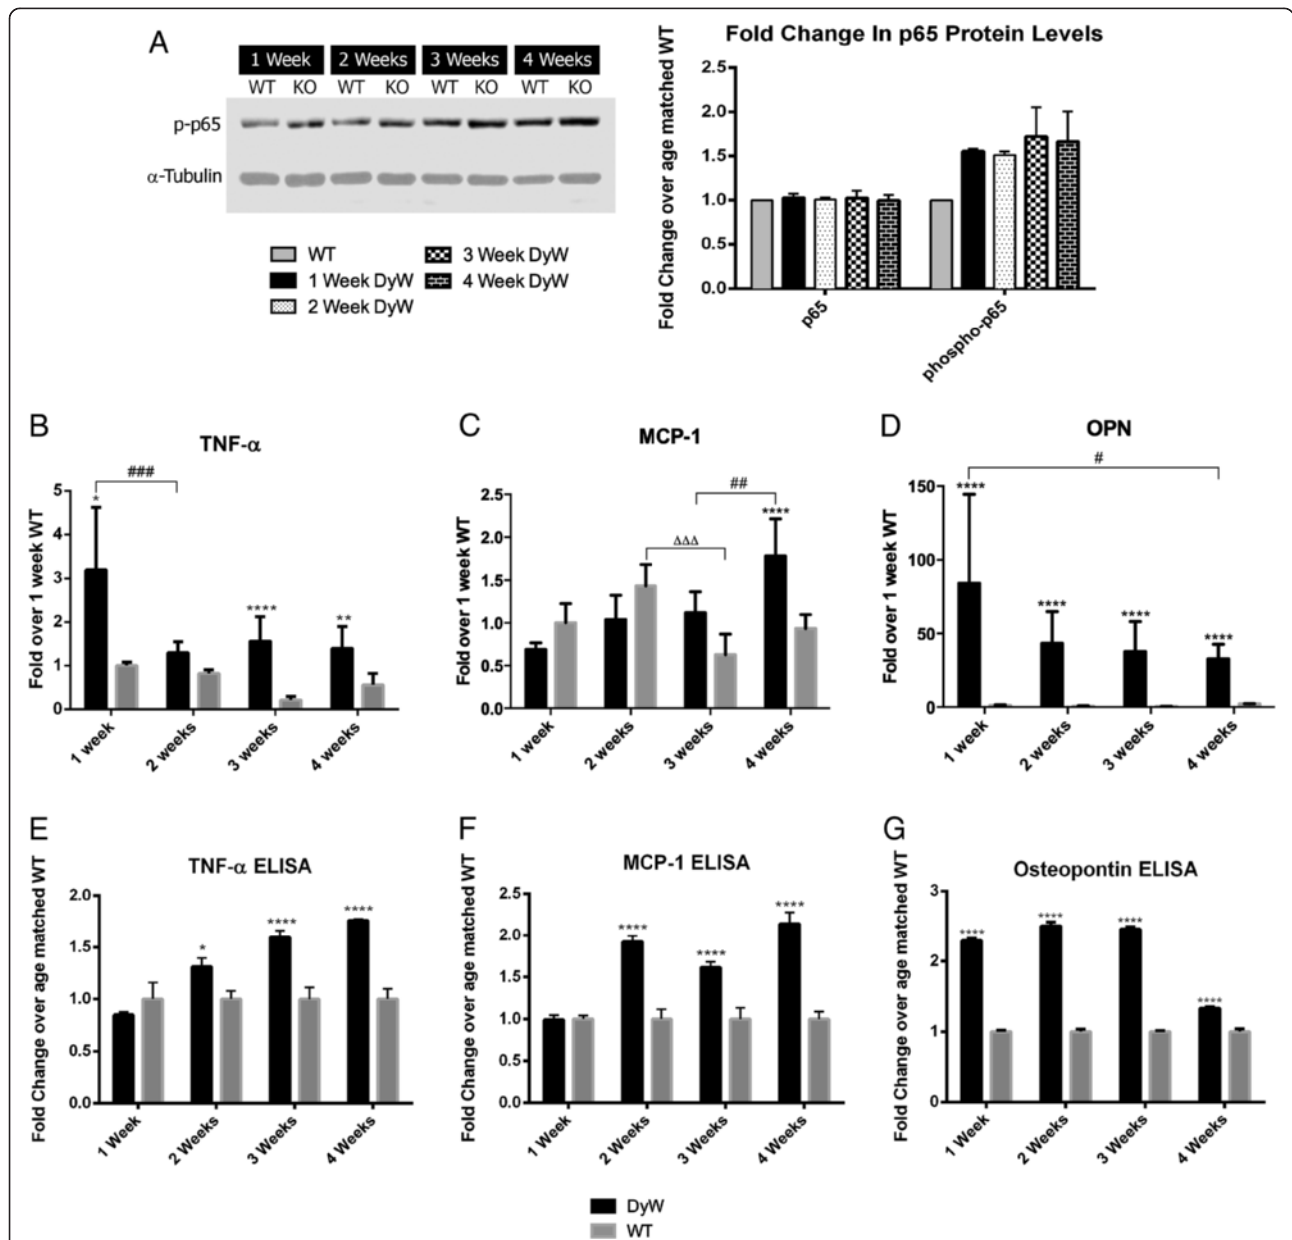 A
1 Week 2 Weeks 3 Weeks 4 Weeks
WT KO WT KO WT KO WT KO
p-p65
α-Tubulin
WT
1 Week DyW
2 Week DyW
3 Week DyW
4 Week DyW
Fold Change In p65 Protein Levels
Fold Change over age matched WT
2.5
2.0
1.5
1.0
0.5
0.0
p65
phospho-p65
B
TNF-α
###
Fold over 1 week WT
5
4
3
2
1
0
*
****
**
1 week
2 weeks
3 weeks
4 weeks
C
MCP-1
##
ΔΔΔ
****
Fold over 1 week WT
2.5
2.0
1.5
1.0
0.5
0.0
1 week
2 weeks
3 weeks
4 weeks
D
OPN
#
Fold over 1 week WT
150
100
50
0
****
****
****
****
1 week
2 weeks
3 weeks
4 weeks
E
TNF-α ELISA
Fold Change over age matched WT
2.0
1.5
1.0
0.5
0.0
*
****
****
1 Week
2 Weeks
3 Weeks
4 Weeks
F
MCP-1 ELISA
Fold Change over age matched WT
2.5
2.0
1.5
1.0
0.5
0.0
****
****
****
1 Week
2 Weeks
3 Weeks
4 Weeks
G
Osteopontin ELISA
Fold Change over age matched WT
3
2
1
0
****
****
****
****
1 Week
2 Weeks
3 Weeks
4 Weeks
DyW
WT